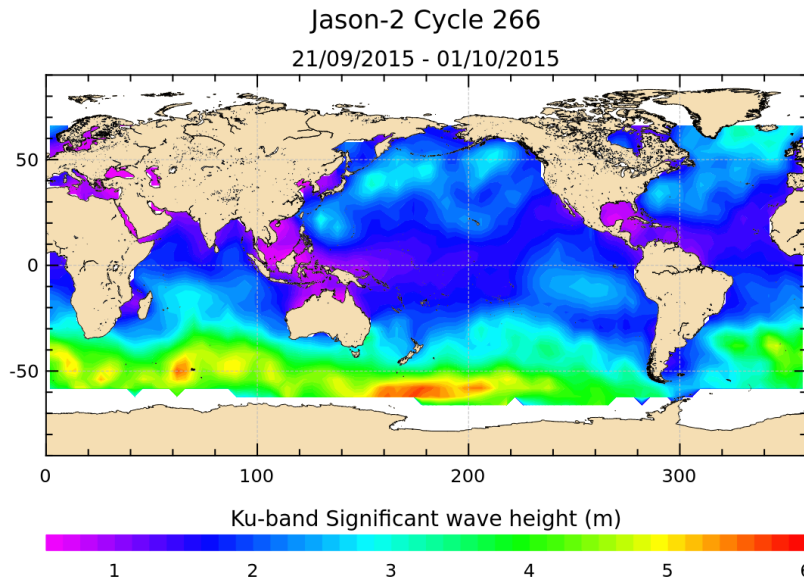 Jason-2 Cycle 266
21/09/2015 - 01/10/2015
50
0
-50
0 100 200 300
Ku-band Significant wave height (m)
1 2 3 4 5 6